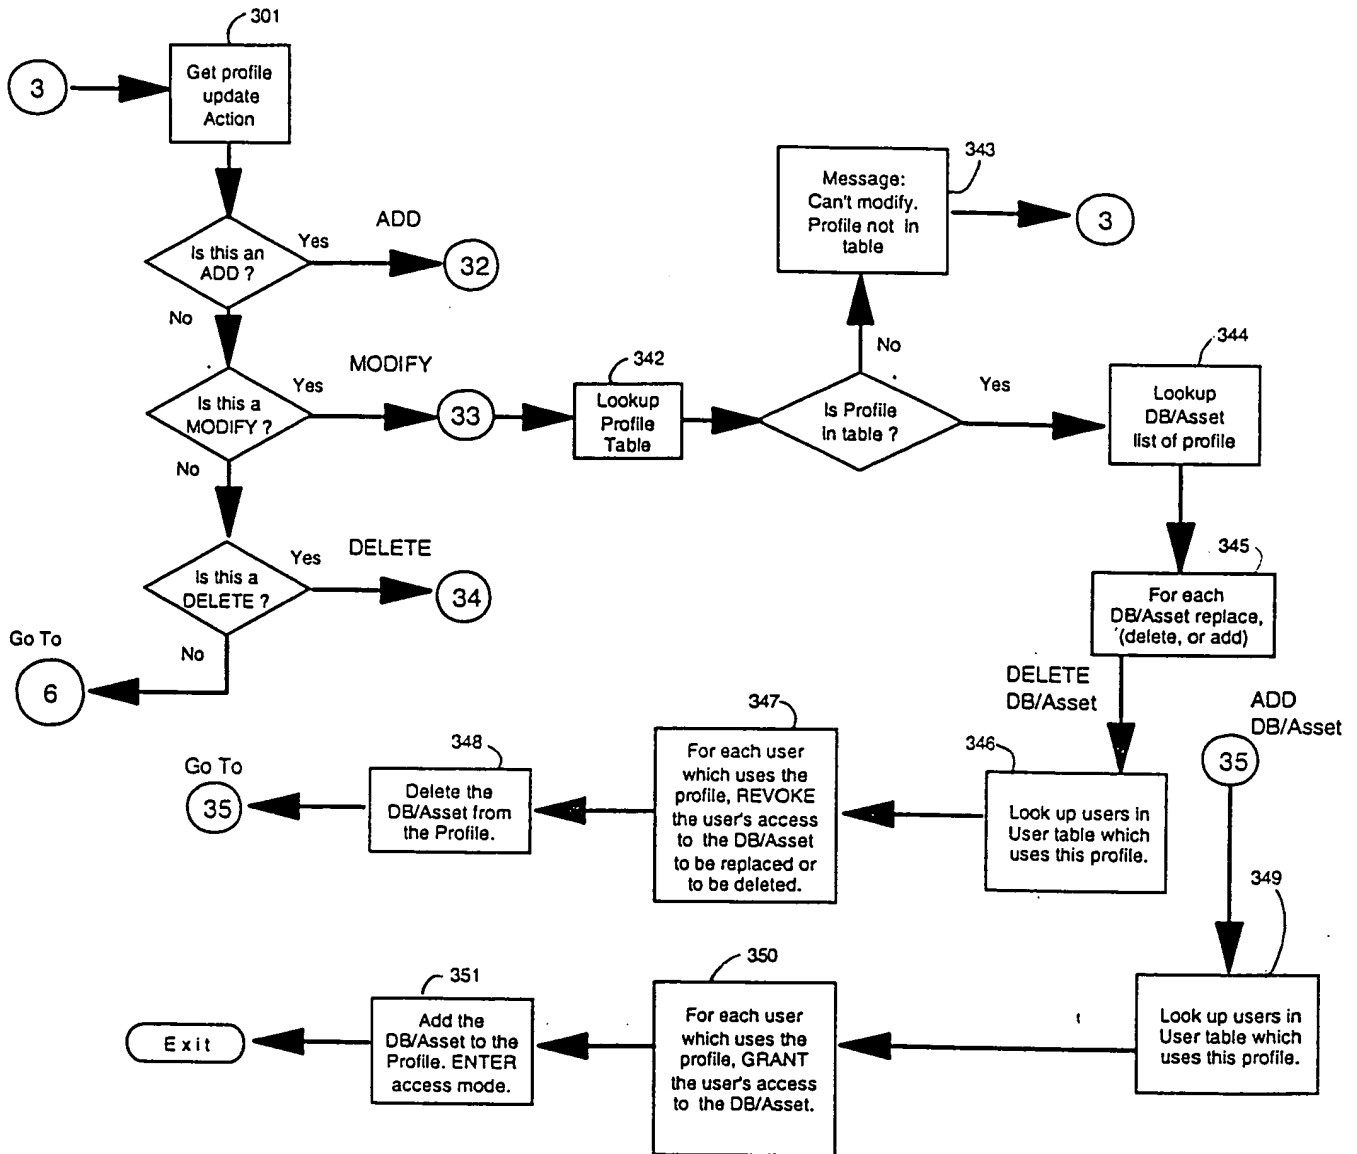 301
3
Get profile
update
Action
343
Message:
Can't modify.
Profile not in
table
3
Is this an
ADD ?
Yes
ADD
32
No
Is this a
MODIFY ?
Yes
MODIFY
33
342
Lookup
Profile
Table
Is Profile
in table ?
No
Yes
344
Lookup
DB/Asset
list of profile
No
Is this a
DELETE ?
Yes
DELETE
34
345
For each
DB/Asset replace,
(delete, or add)
Go To
6
No
DELETE
DB/Asset
ADD
DB/Asset
35
346
Look up users in
User table which
uses this profile.
347
For each user
which uses the
profile, REVOKE
the user's access
to the DB/Asset
to be replaced or
to be deleted.
348
Delete the
DB/Asset from
the Profile.
Go To
35
349
Look up users in
User table which
uses this profile.
350
For each user
which uses the
profile, GRANT
the user's access
to the DB/Asset.
351
Add the
DB/Asset to the
Profile. ENTER
access mode.
Exit